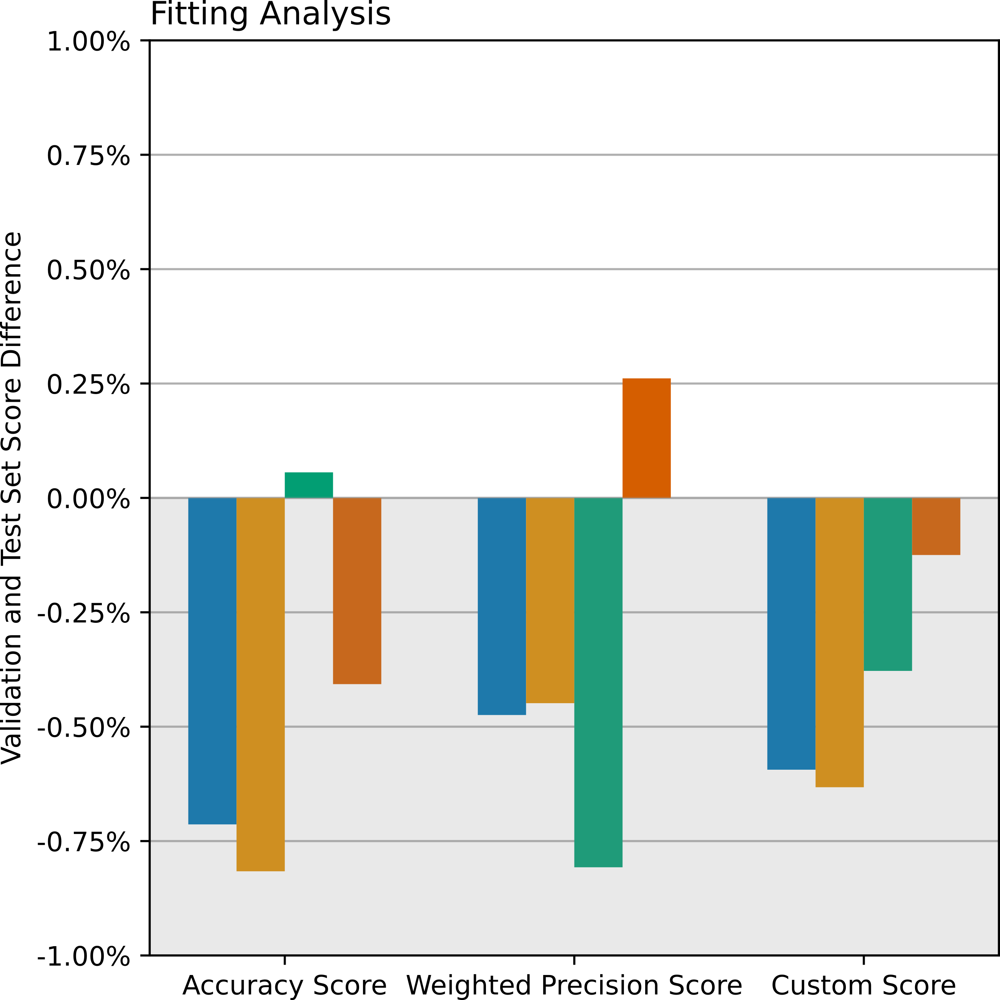 Fitting Analysis
1.00%
0.75%
0.50%
0.25%
0.00%
-0.25%
-0.50%
-0.75%
-1.00%
Validation and Test Set Score Difference
Accuracy Score
Weighted Precision Score
Custom Score